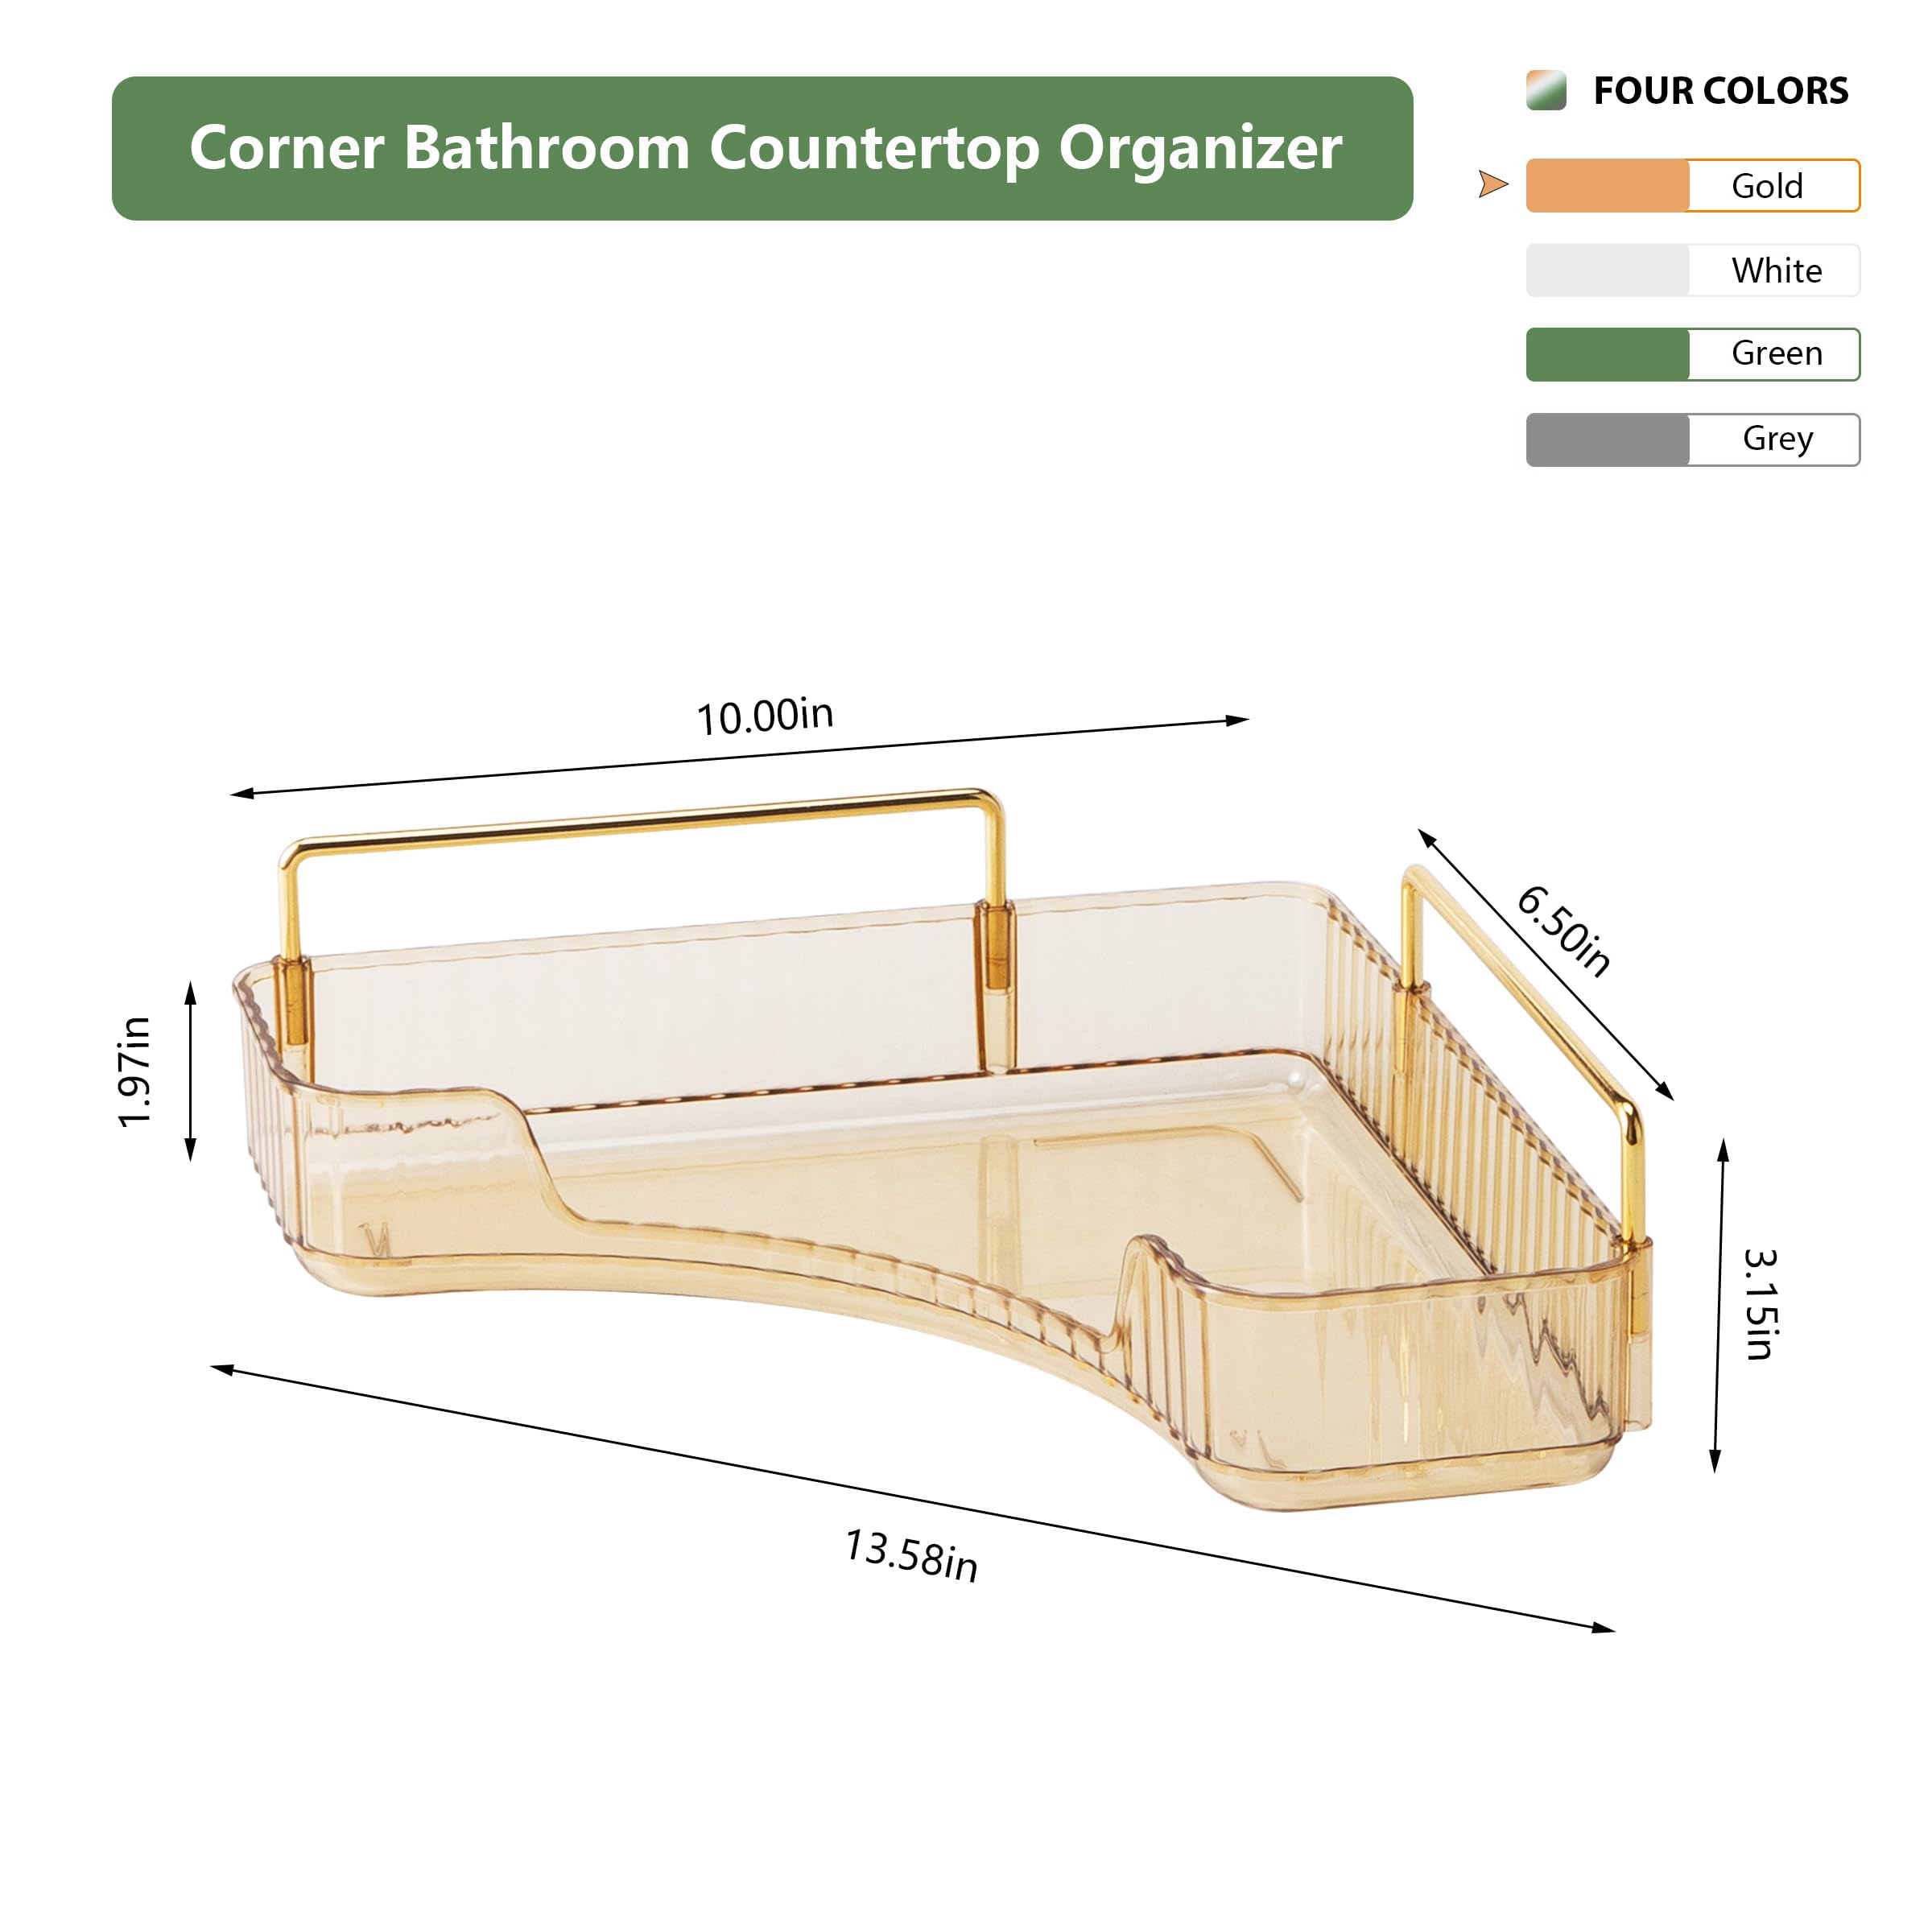 Corner Bathroom Countertop Organizer
FOUR COLORS
Gold
White
Green
Grey
10.00in
6.50in
1.97in
3.15in
13.58in